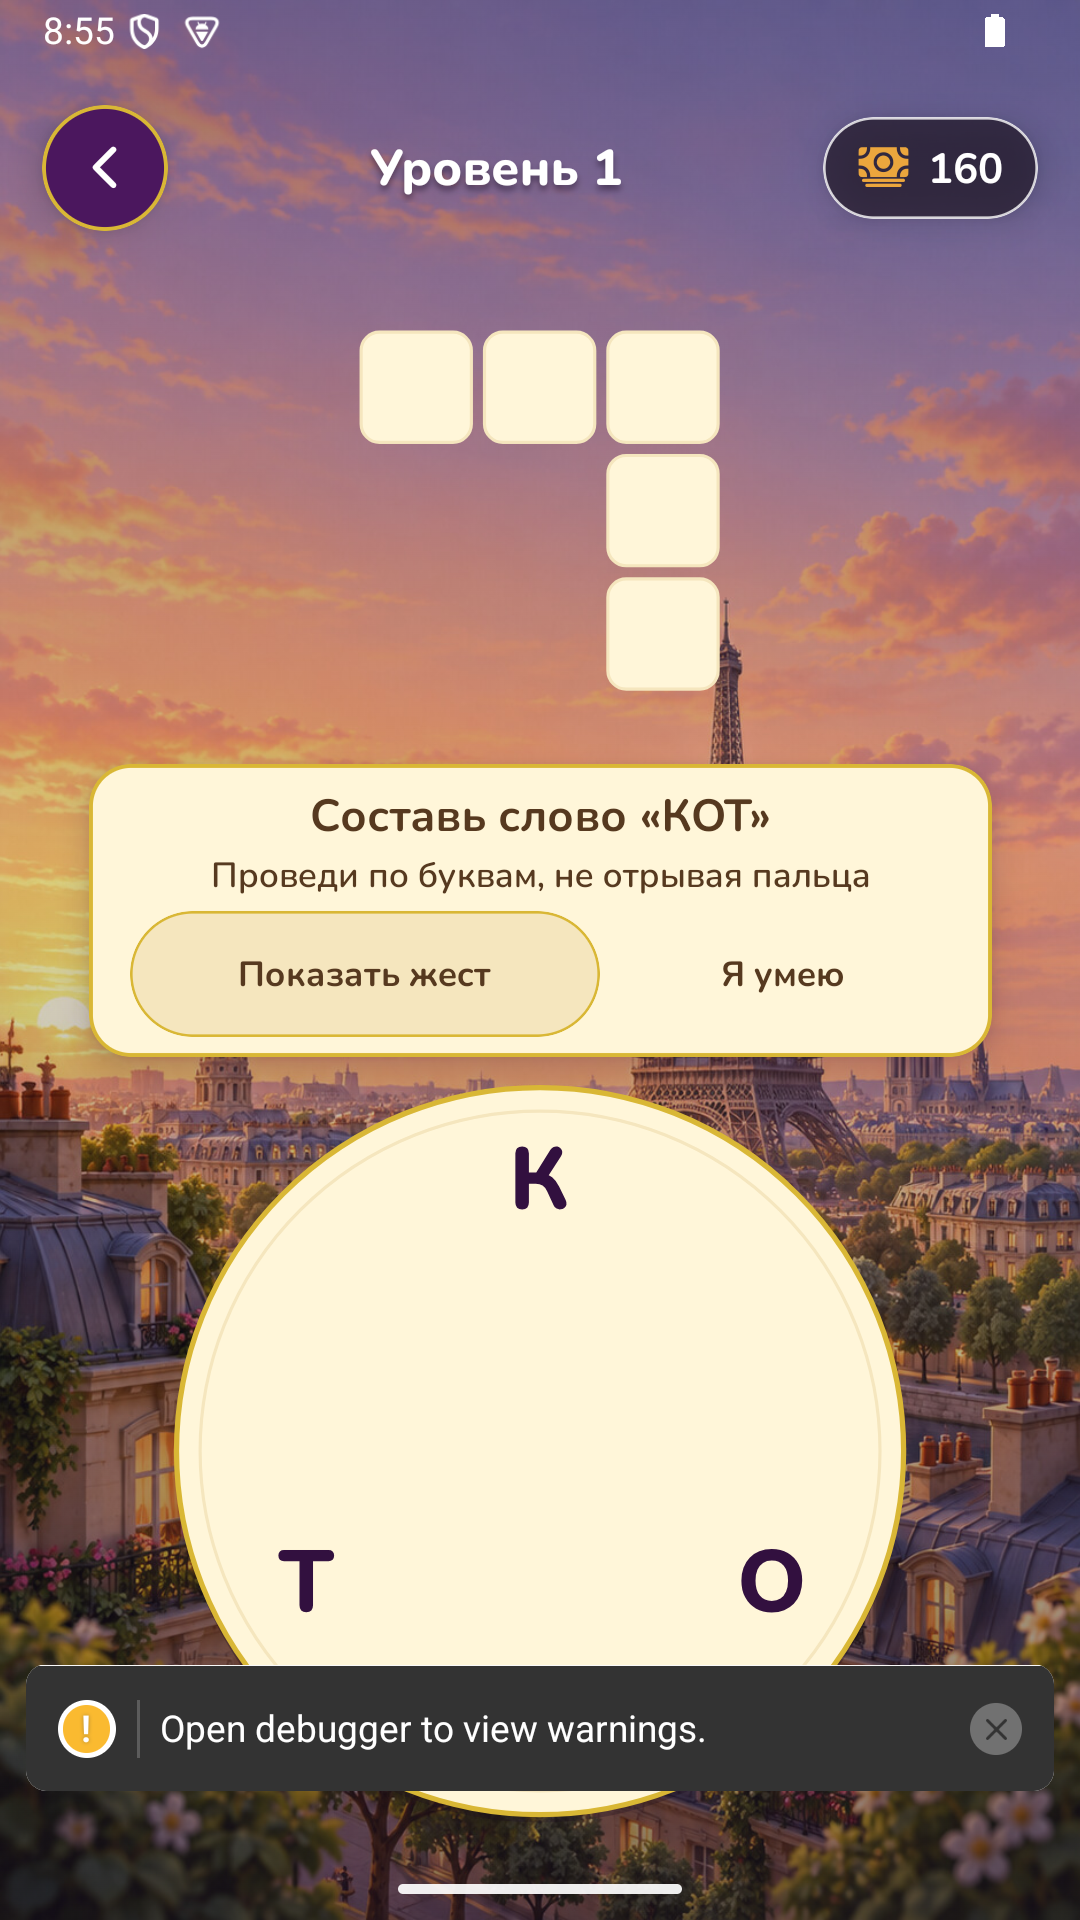 8:55
Уровень 1
160
Составь слово «КОТ»
Проведи по буквам, не отрывая пальца
Показать жест
Я умею
К
Т
О
Open debugger to view warnings.